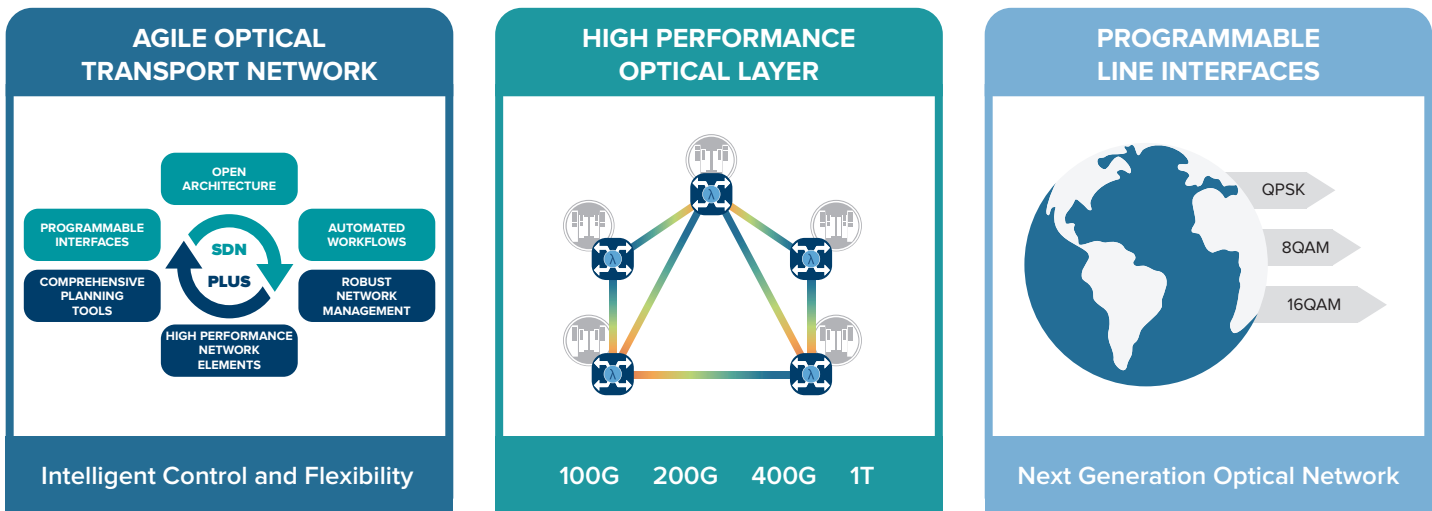 AGILE OPTICAL
TRANSPORT NETWORK
OPEN
ARCHITECTURE
PROGRAMMABLE
INTERFACES
AUTOMATED
WORKFLOWS
SDN
PLUS
COMPREHENSIVE
PLANNING
TOOLS
ROBUST
NETWORK
MANAGEMENT
HIGH PERFORMANCE
NETWORK
ELEMENTS
Intelligent Control and Flexibility
HIGH PERFORMANCE
OPTICAL LAYER
λ
λ
λ
λ
λ
100G 200G 400G 1T
PROGRAMMABLE
LINE INTERFACES
QPSK
8QAM
16QAM
Next Generation Optical Network